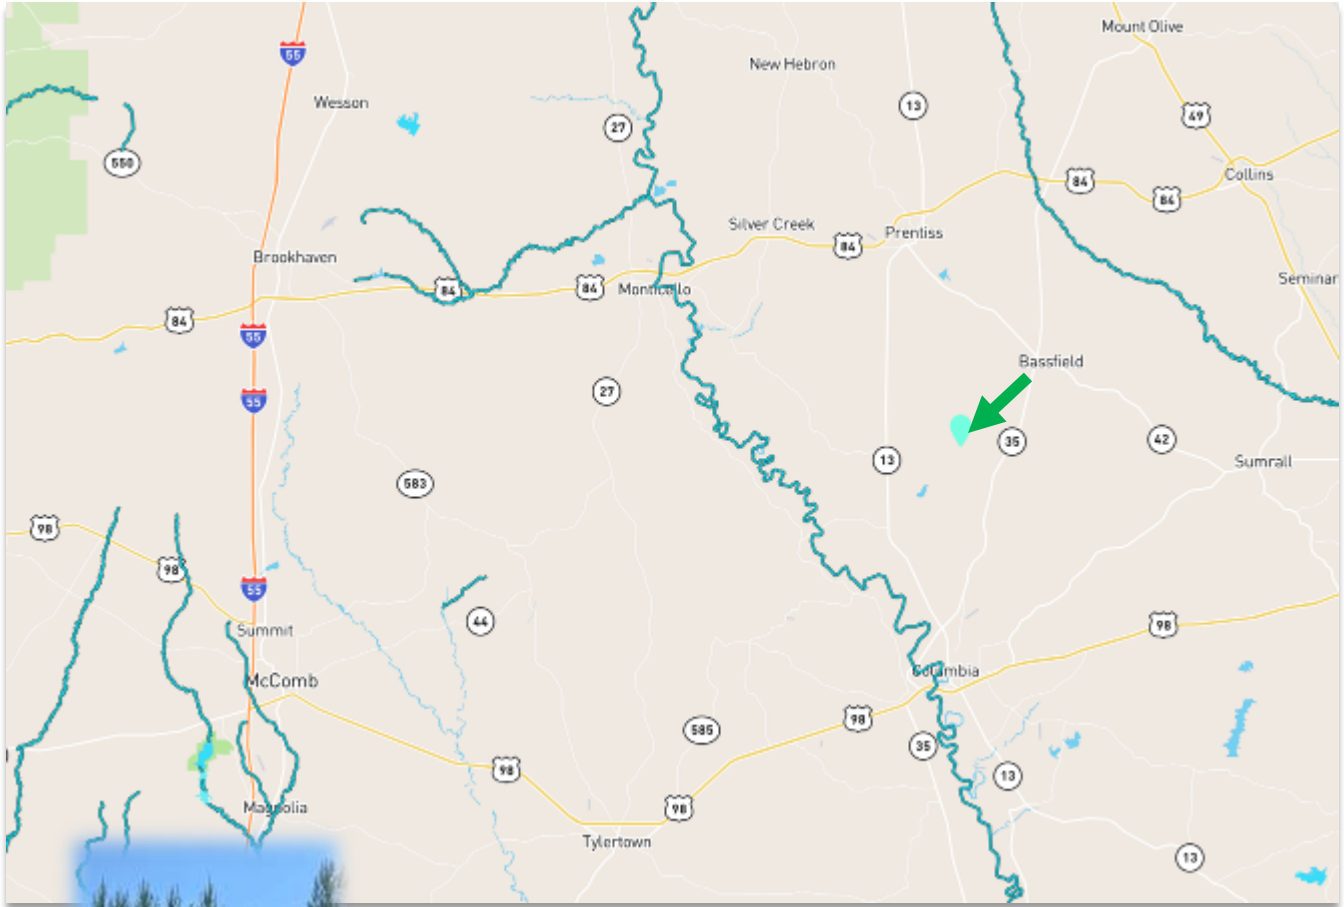 Mount Olive
55
New Hebron
Wesson
13
49
27
550
Collins
84
84
Silver Creek
Prentiss
84
Brookhaven
Seminar
84
84
Monticello
84
55
Bassfield
27
55
35
42
13
Sumrall
583
98
98
55
44
98
Summit
Columbia
McComb
98
585
35
98
13
Magnolia
98
Tylertown
13